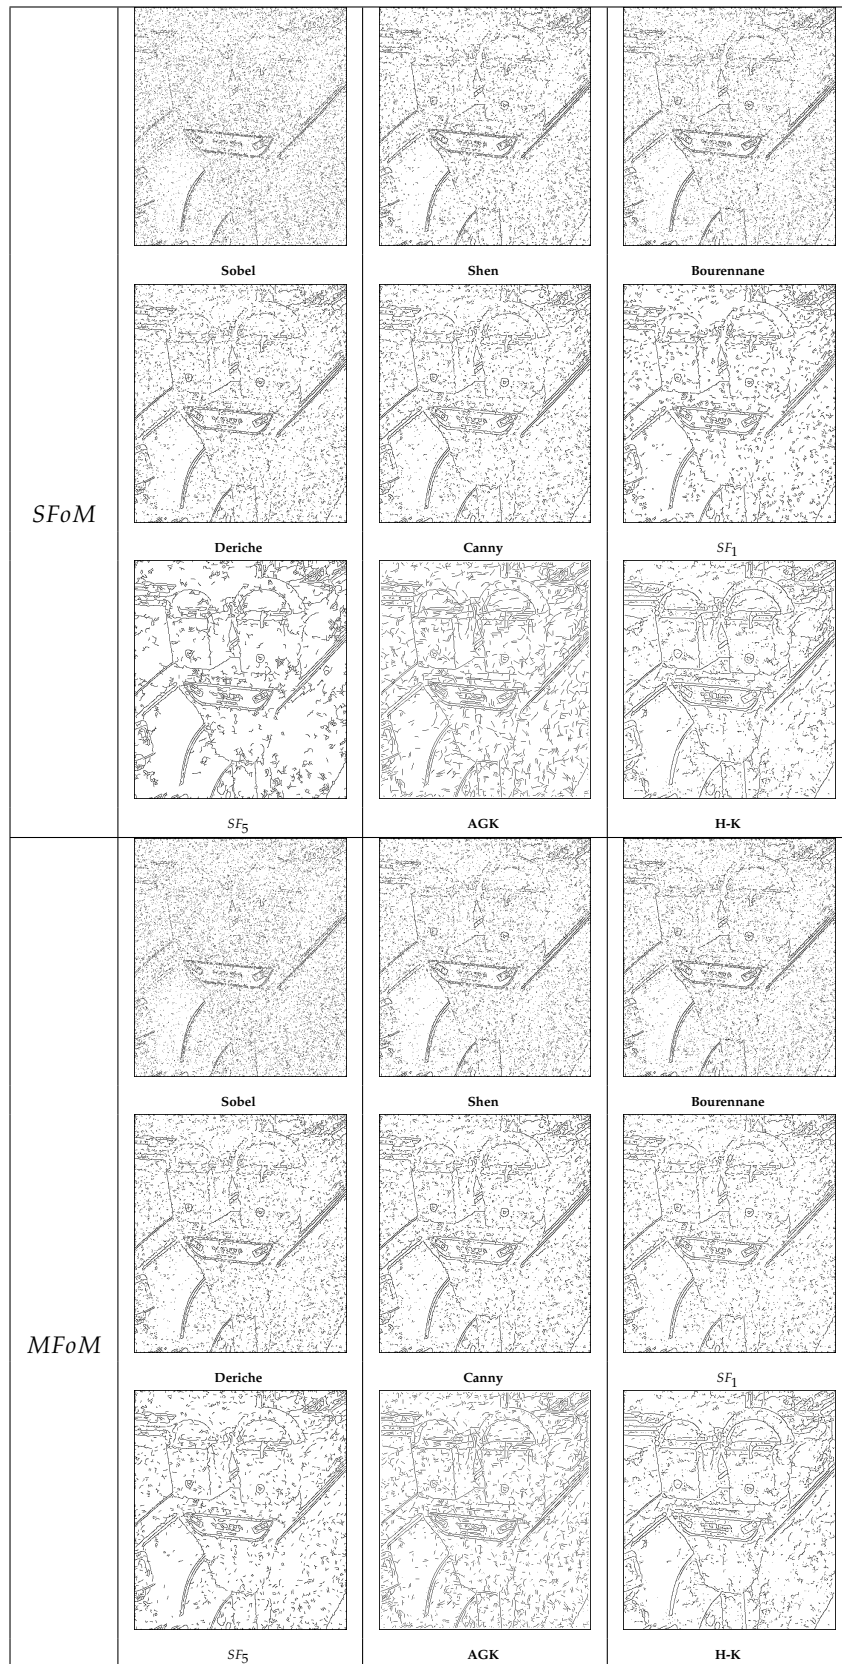 Sobel Shen Bourennane
Deriche Canny SF1
SFoM
SF5 AGK H-K
Sobel Shen Bourennane
Deriche Canny SF1
MFoM
SF5 AGK H-K